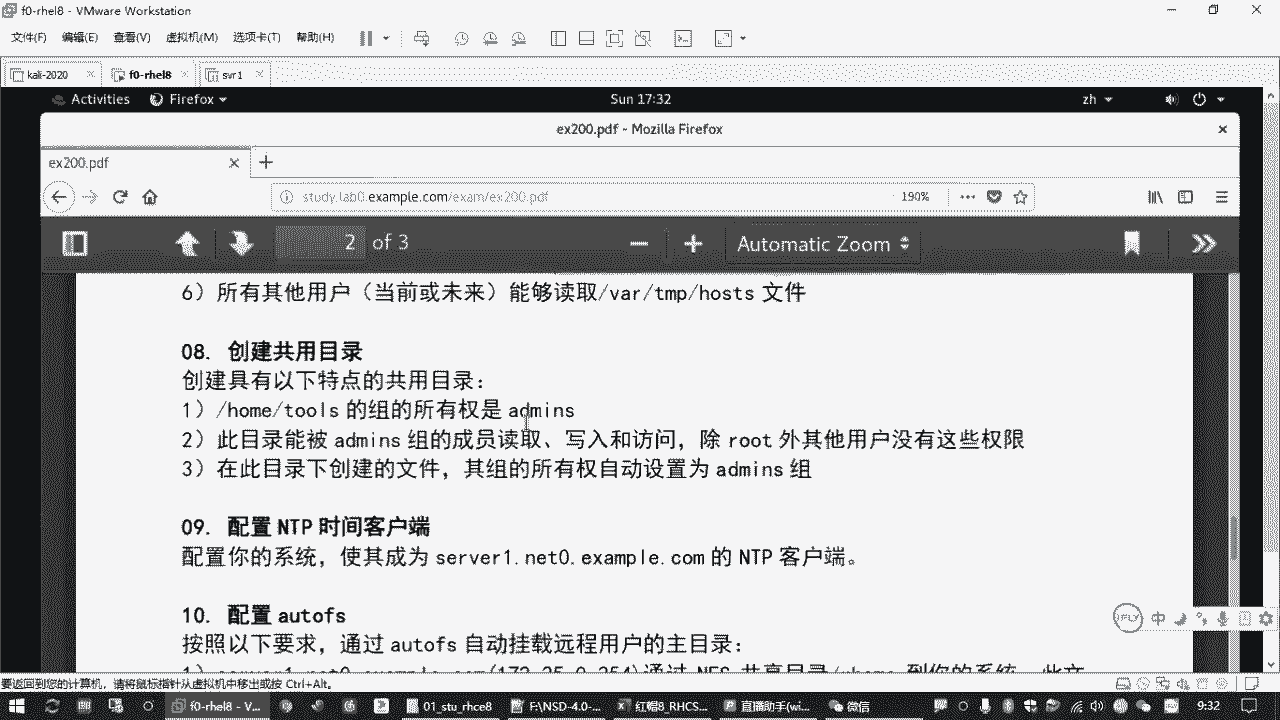 f0-rhel8 - VMware Workstation
文件(F) 编辑(E) 查看(V) 虚拟机(M) 选项卡(T) 帮助(H)
kali-2020 f0-rhel8 svr1
Activities Firefox Sun 17:32 zh
ex200.pdf - Mozilla Firefox
ex200.pdf
study.lab0.example.com/exam/ex200.pdf 190%
2 of 3 Automatic Zoom
6）所有其他用户（当前或未来）能够读取/var/tmp/hosts 文件
08. 创建共用目录
创建具有以下特点的共用目录：
1）/home/tools 的组的所有权是 admins
2）此目录能被 admins 组的成员读取、写入和访问，除 root 外其他用户没有这些权限
3）在此目录下创建的文件，其组的所有权自动设置为 admins 组
09. 配置 NTP 时间客户端
配置你的系统，使其成为 server1.net0.example.com 的 NTP 客户端。
10. 配置 autofs
按照以下要求，通过 autofs 自动挂载远程用户的主目录：
iFLY 中
要返回到您的计算机，请将鼠标指针从虚拟机中移出或按 Ctrl+Alt。
f0-rhel8 - V... 01_stu_rhce8 F:\NSD-4.0-... 红帽8_RHCS... 直播助手(wi... 微信 9:32